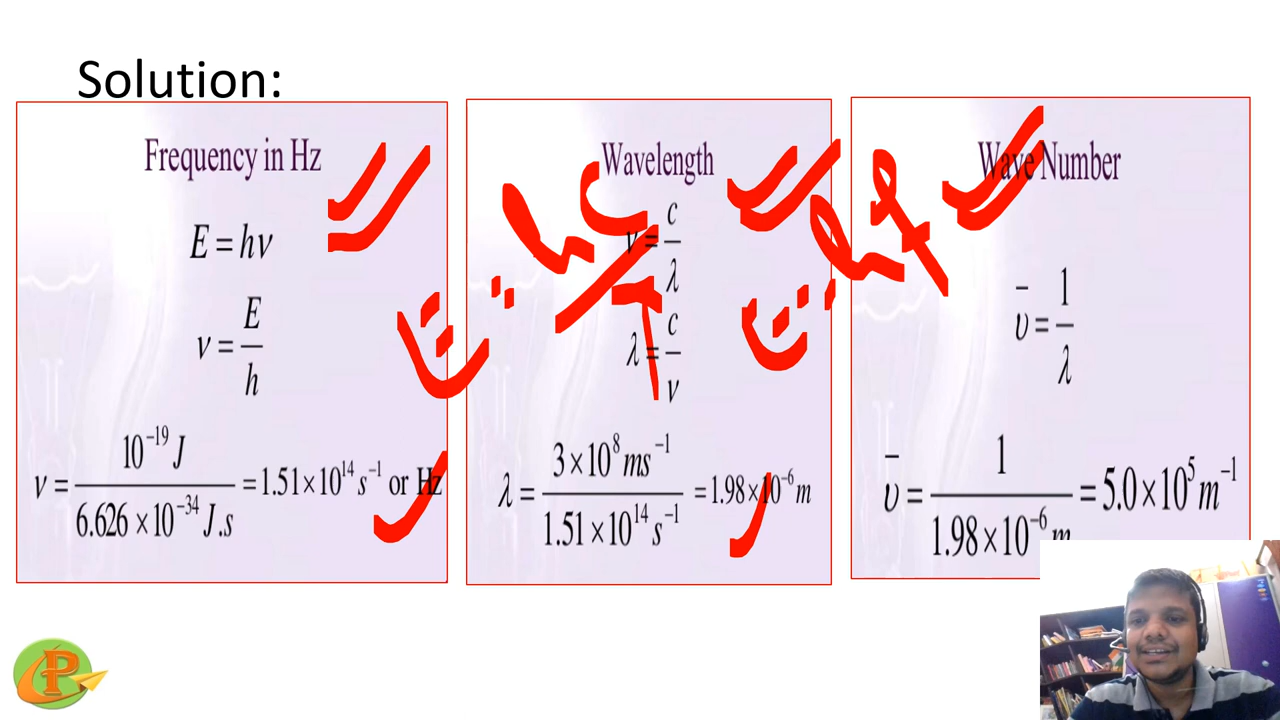 Solution:
Frequency in Hz
E = hν
ν = E/h
ν = 10⁻¹⁹ J / 6.626 × 10⁻³⁴ J.s = 1.51 × 10¹⁴ s⁻¹ or Hz
Wavelength
ν = c/λ
λ = c/ν
λ = 3 × 10⁸ ms⁻¹ / 1.51 × 10¹⁴ s⁻¹ = 1.98 × 10⁻⁶ m
Wave Number
ῡ = 1/λ
ῡ = 1 / 1.98 × 10⁻⁶ m = 5.0 × 10⁵ m⁻¹
E = hc/
E = hf
P